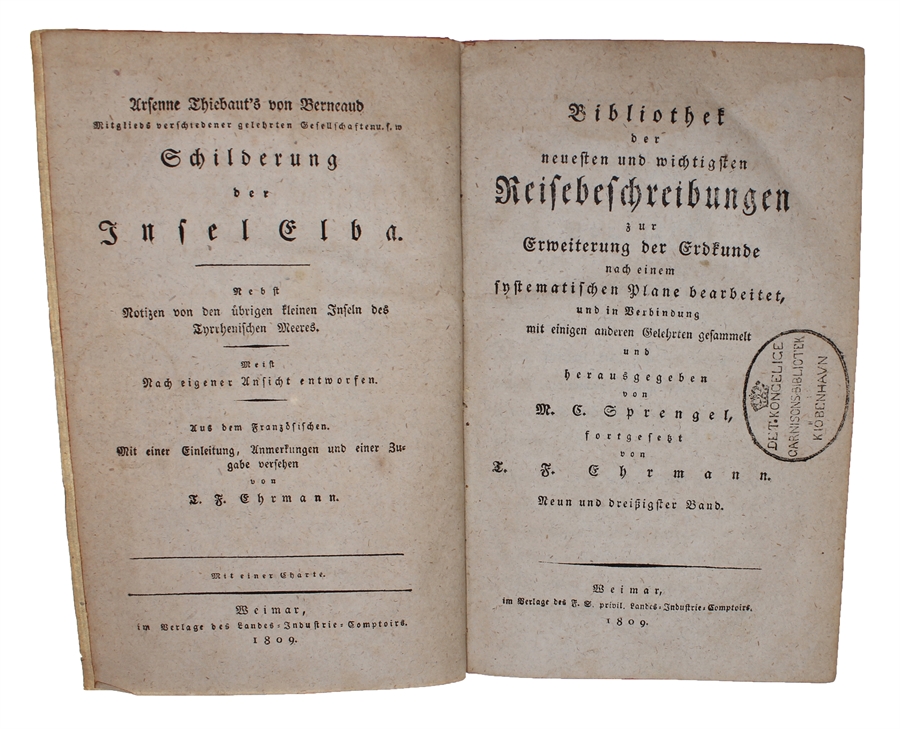 Arsenne Thiebaut's von Berneaud
Mitglieds verschiedener gelehrten Gesellschaften u. s. w
Schilderung
der
Insel Elba.
Nebst
Notizen von den übrigen kleinen Inseln des
Tyrrhenischen Meeres.
Meist
Nach eigener Ansicht entworfen.
Aus dem Französischen.
Mit einer Einleitung, Anmerkungen und einer Zu-
gabe versehen
von
T. F. Ehrmann.
Mit einer Charte.
Weimar,
im Verlage des Landes-Industrie-Comptoirs.
1809.
Bibliothek
der
neuesten und wichtigsten
Reisebeschreibungen
zur
Erweiterung der Erdkunde
nach einem
systematischen Plane bearbeitet,
und in Verbindung
mit einigen anderen Gelehrten gesammelt
und
herausgegeben
von
M. C. Sprengel,
fortgesetzt
von
T. F. Ehrmann.
Neun und dreißigster Band.
Weimar,
im Verlage des F. S. privil. Landes-Industrie-Comptoirs.
1809.
DET KONGELIGE
GARNISONS-BIBLIOTEK
KIÖBENHAVN